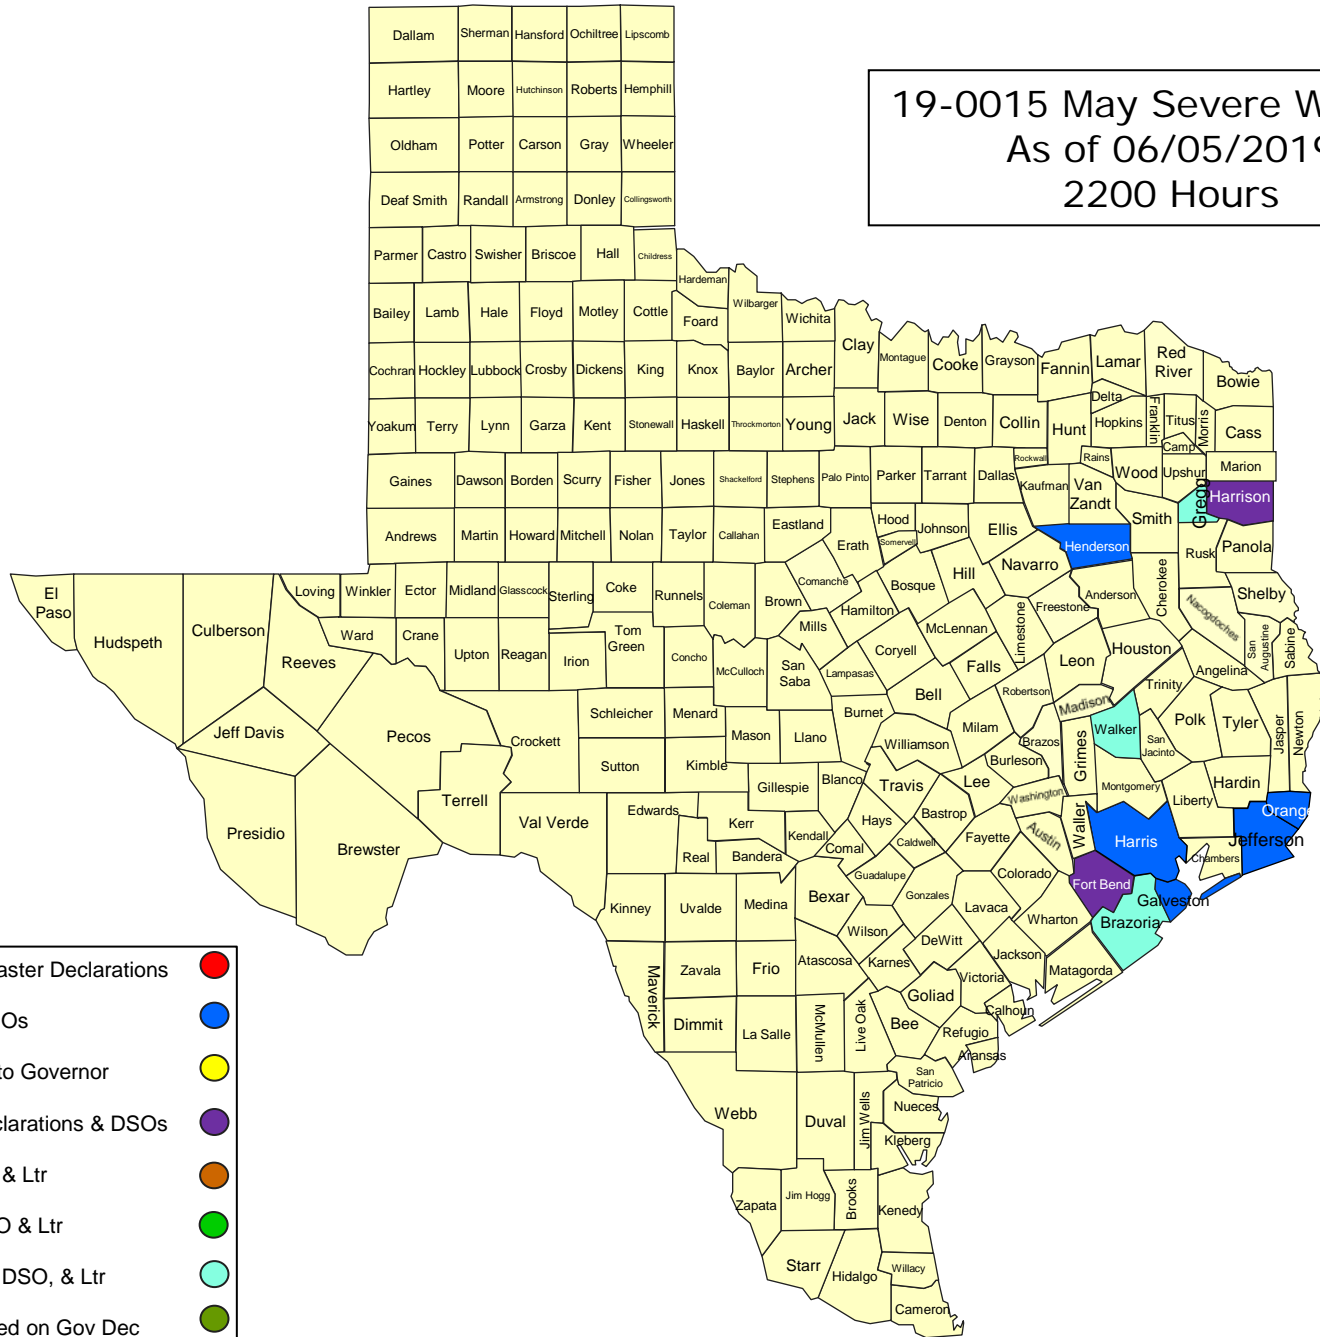 Dallam Sherman Hansford Ochiltree Lipscomb
Hartley Moore Hutchinson Roberts Hemphill
19-0015 May Severe W
As of 06/05/2019
2200 Hours
Oldham Potter Carson Gray Wheeler
Deaf Smith Randall Armstrong Donley Collingsworth
Parmer Castro Swisher Briscoe Hall Childress
Hardeman
Bailey Lamb Hale Floyd Motley Cottle Foard Wilbarger Wichita
Clay Montague Cooke Grayson Fannin Lamar Red River Bowie
Cochran Hockley Lubbock Crosby Dickens King Knox Baylor Archer
Delta
Yoakum Terry Lynn Garza Kent Stonewall Haskell Throckmorton Young Jack Wise Denton Collin Hunt Hopkins Franklin Titus Morris Cass
Camp
Rockwall Rains Wood Upshur Marion
Gaines Dawson Borden Scurry Fisher Jones Shackelford Stephens Palo Pinto Parker Tarrant Dallas Kaufman Van Zandt Gregg Harrison
Andrews Martin Howard Mitchell Nolan Taylor Callahan Eastland Erath Hood Somervell Johnson Ellis Henderson Smith Rusk Panola
El Paso Hudspeth Culberson Loving Winkler Ector Midland Glasscock Sterling Coke Runnels Coleman Brown Comanche Hamilton Bosque Hill Navarro Freestone Anderson Cherokee Nacogdoches Shelby
Reeves Ward Crane Upton Reagan Irion Tom Green Concho McCulloch San Saba Mills Lampasas Coryell McLennan Limestone Falls Leon Houston Angelina San Augustine Sabine
Jeff Davis Pecos Crockett Schleicher Menard Mason Llano Burnet Bell Milam Robertson Madison Trinity
Walker San Jacinto Polk Tyler Jasper Newton
Sutton Kimble Gillespie Blanco Williamson Travis Lee Burleson Brazos Grimes Montgomery Liberty Hardin
Presidio Brewster Terrell Val Verde Edwards Real Kerr Bandera Kendall Comal Hays Caldwell Bastrop Fayette Washington Austin Waller Harris Chambers Jefferson Orange
Kinney Uvalde Medina Bexar Guadalupe Gonzales Lavaca Colorado Wharton Fort Bend Brazoria Galveston
Maverick Zavala Frio Atascosa Wilson Karnes DeWitt Victoria Jackson Matagorda
Dimmit La Salle McMullen Live Oak Bee Goliad Refugio Calhoun Aransas
Webb Duval Jim Wells San Patricio Nueces
Kleberg
Zapata Jim Hogg Brooks Kenedy
Starr Hidalgo Willacy
Cameron
aster Declarations
Os
to Governor
clarations & DSOs
& Ltr
O & Ltr
DSO, & Ltr
ed on Gov Dec